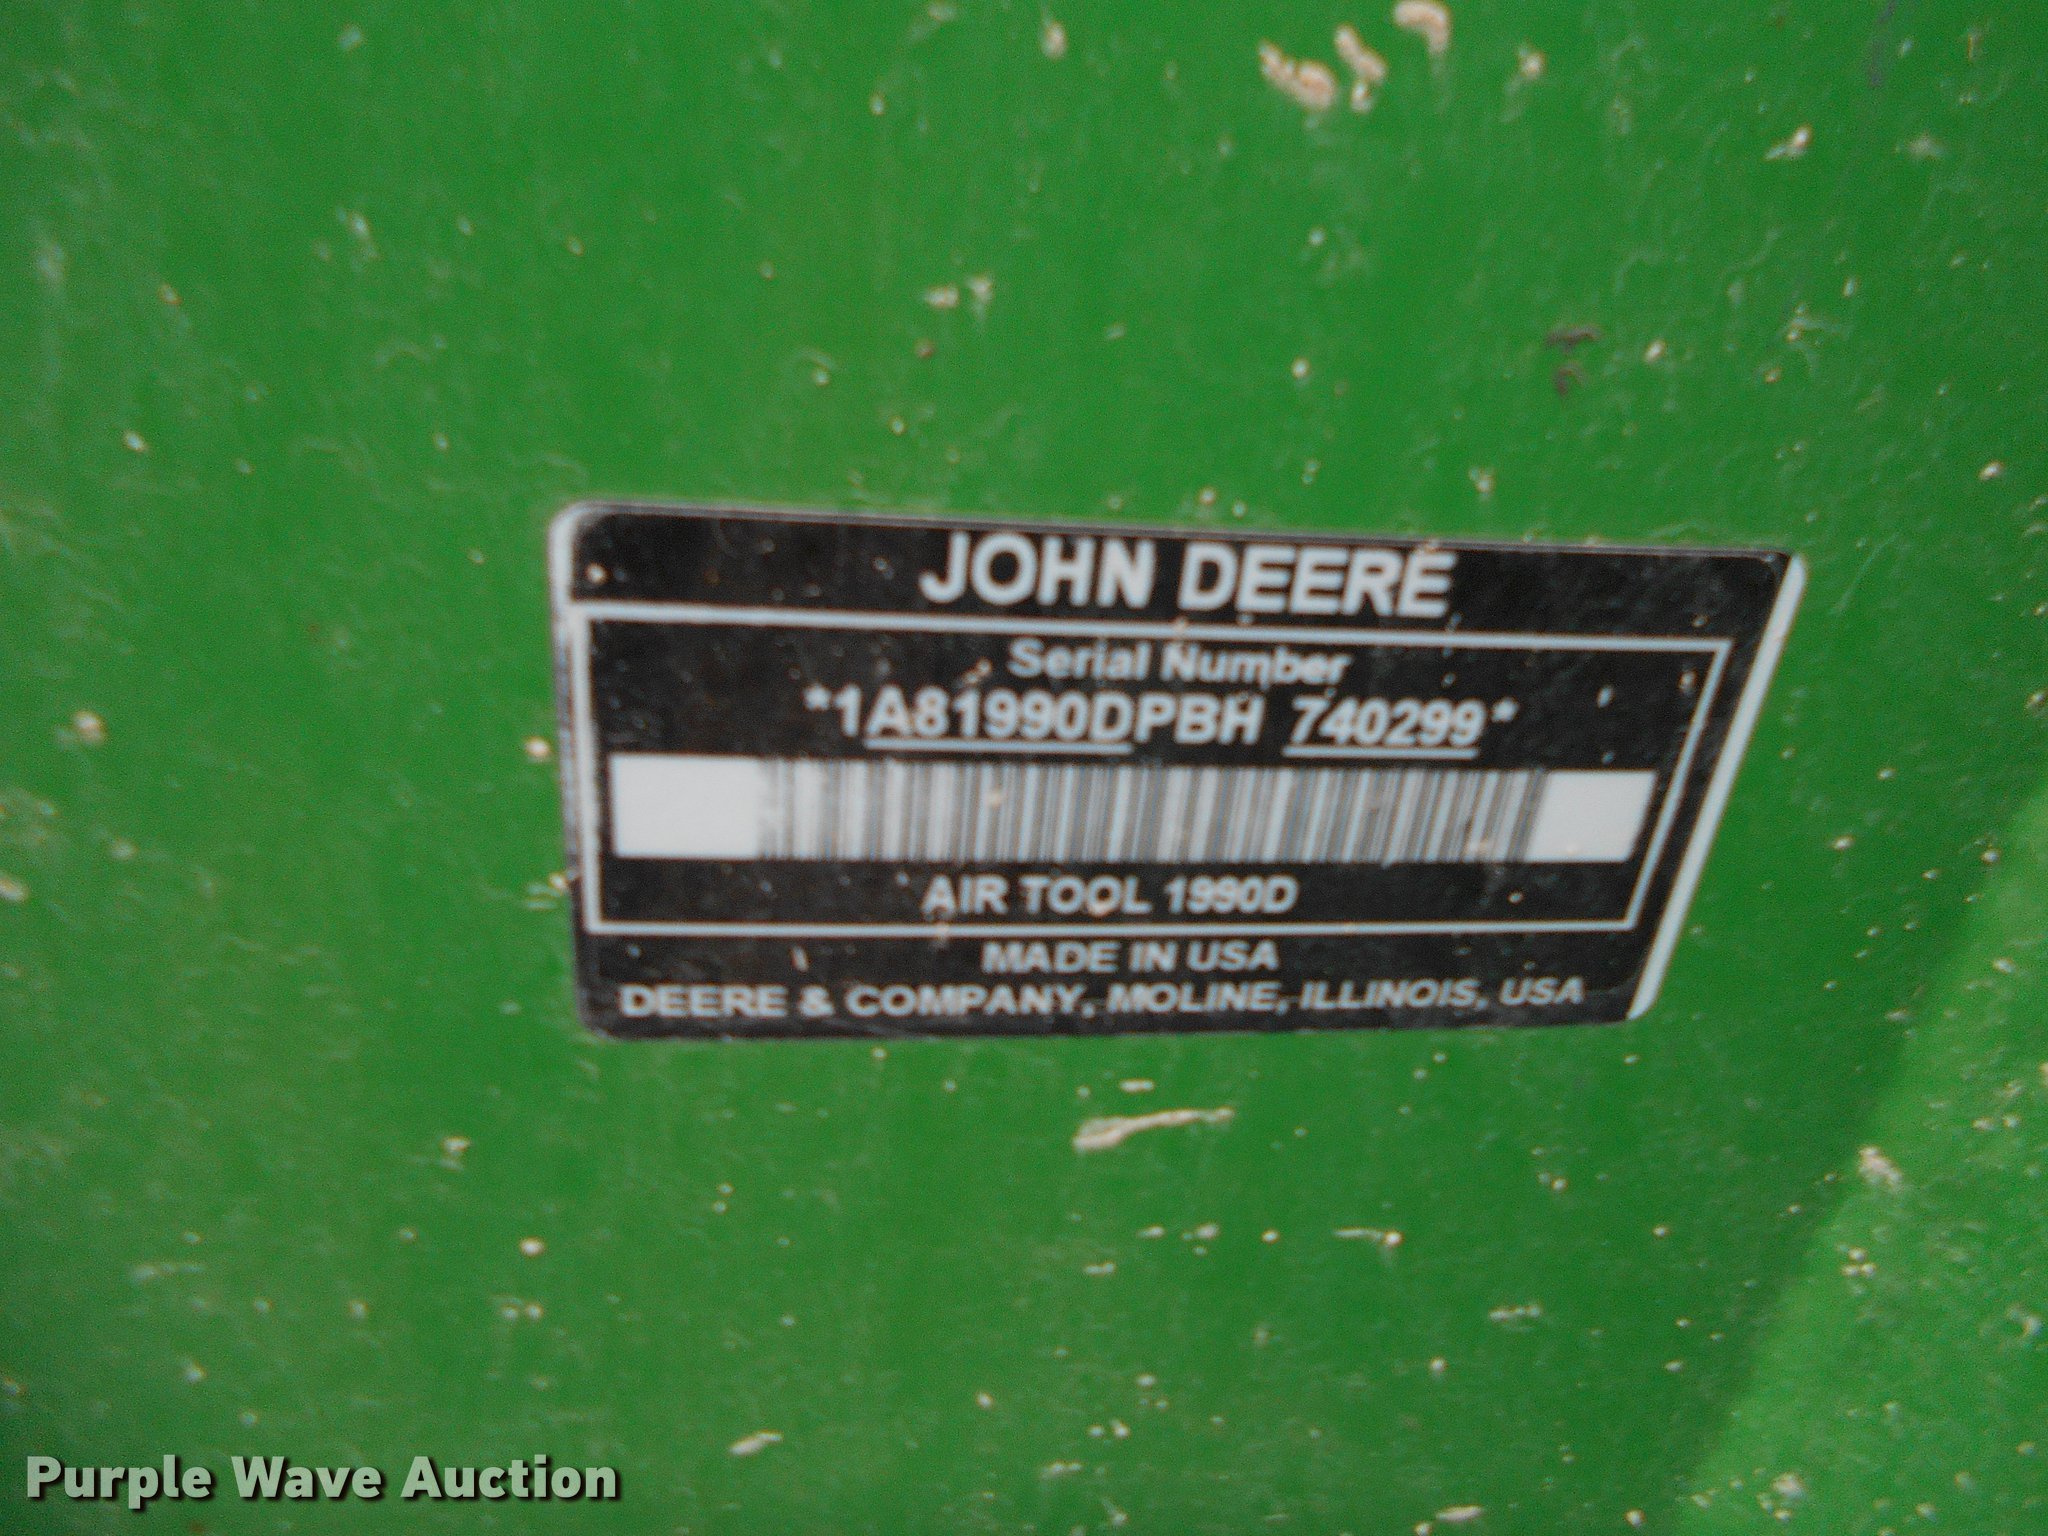 JOHN DEERE
Serial Number
*1A81990DPBH 740299*
AIR TOOL 1990D
MADE IN USA
DEERE & COMPANY, MOLINE, ILLINOIS, USA
Purple Wave Auction